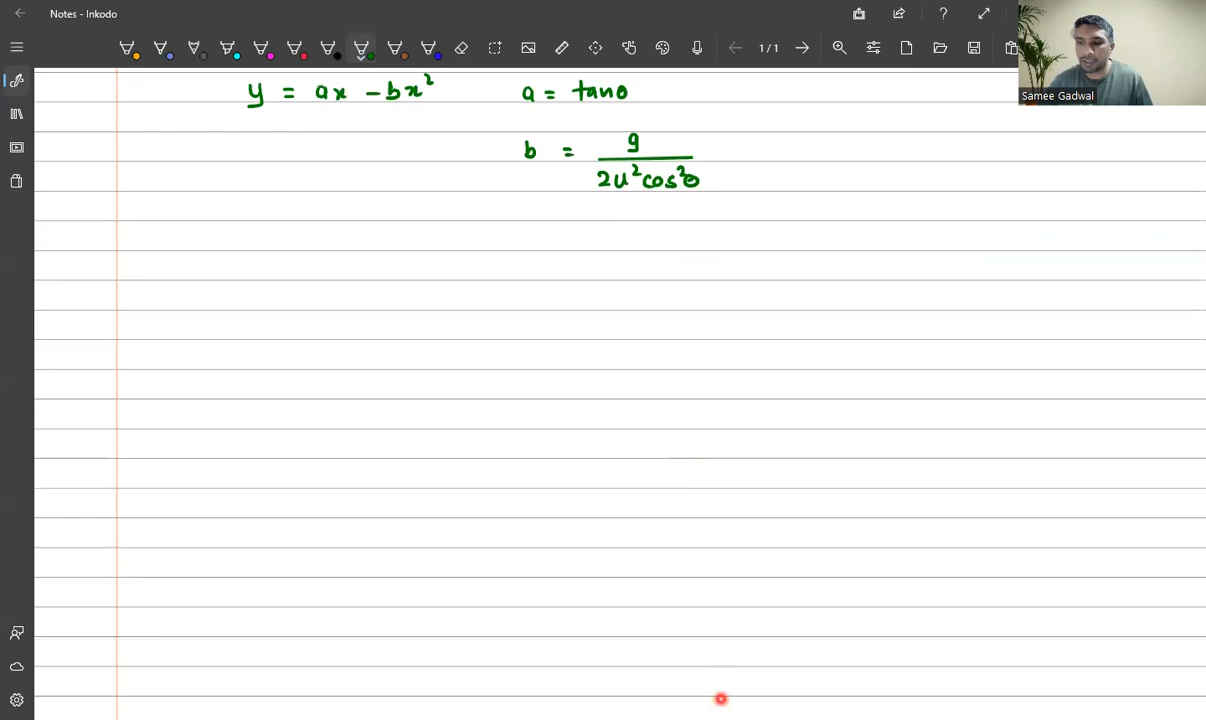 Notes - Inkodo
1/1
Samee Gadwal
y = ax - bx² a = tanθ
b = g / 2u²cos²θ